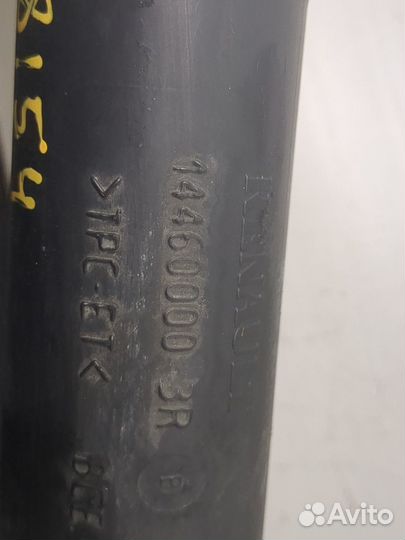 8154
RENAULT
14460000 3R
>TPC-ET<
B
Avito